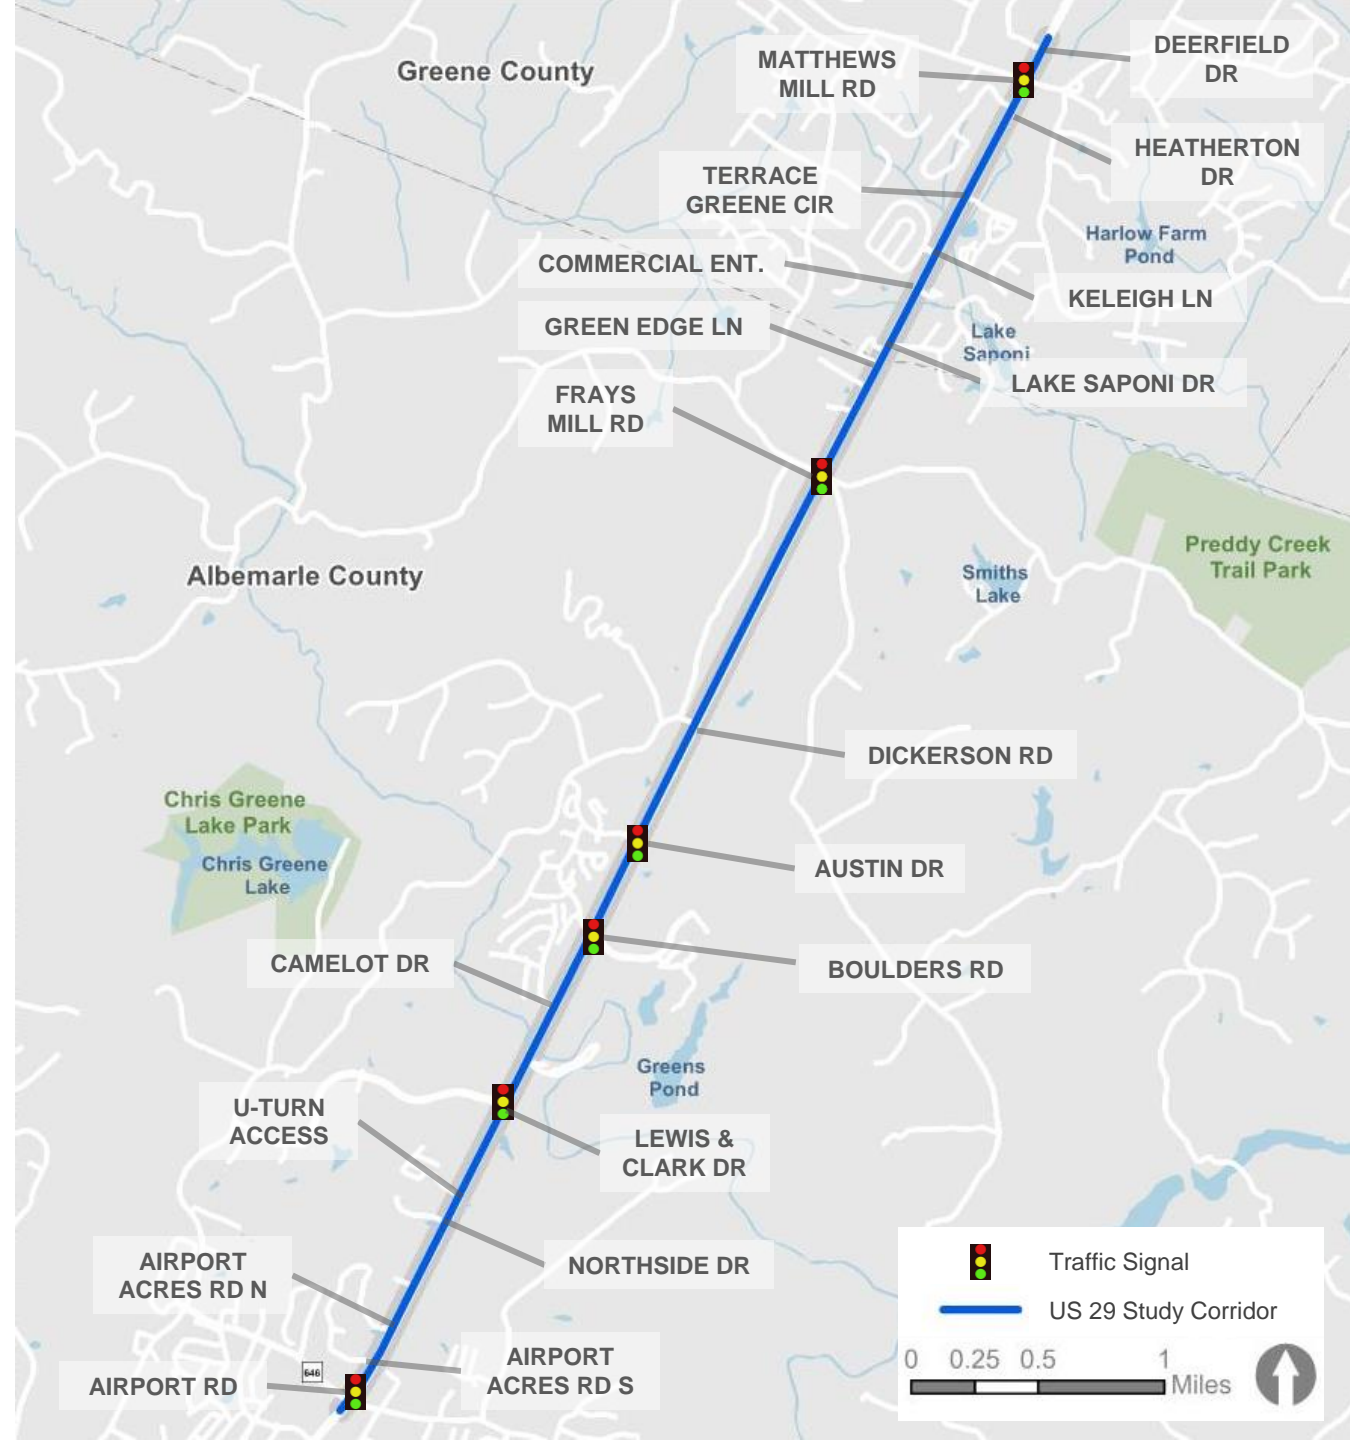 DEERFIELD
DR
MATTHEWS
MILL RD
Greene County
HEATHERTON
DR
TERRACE
GREENE CIR
Harlow Farm
Pond
COMMERCIAL ENT.
KELEIGH LN
GREEN EDGE LN
Lake
Saponi
LAKE SAPONI DR
FRAYS
MILL RD
Preddy Creek
Trail Park
Albemarle County
Smiths
Lake
DICKERSON RD
Chris Greene
Lake Park
Chris Greene
Lake
AUSTIN DR
CAMELOT DR
BOULDERS RD
Greens
Pond
U-TURN
ACCESS
LEWIS &
CLARK DR
AIRPORT
ACRES RD N
NORTHSIDE DR
Traffic Signal
US 29 Study Corridor
AIRPORT
ACRES RD S
646
AIRPORT RD
0 0.25 0.5 1
Miles